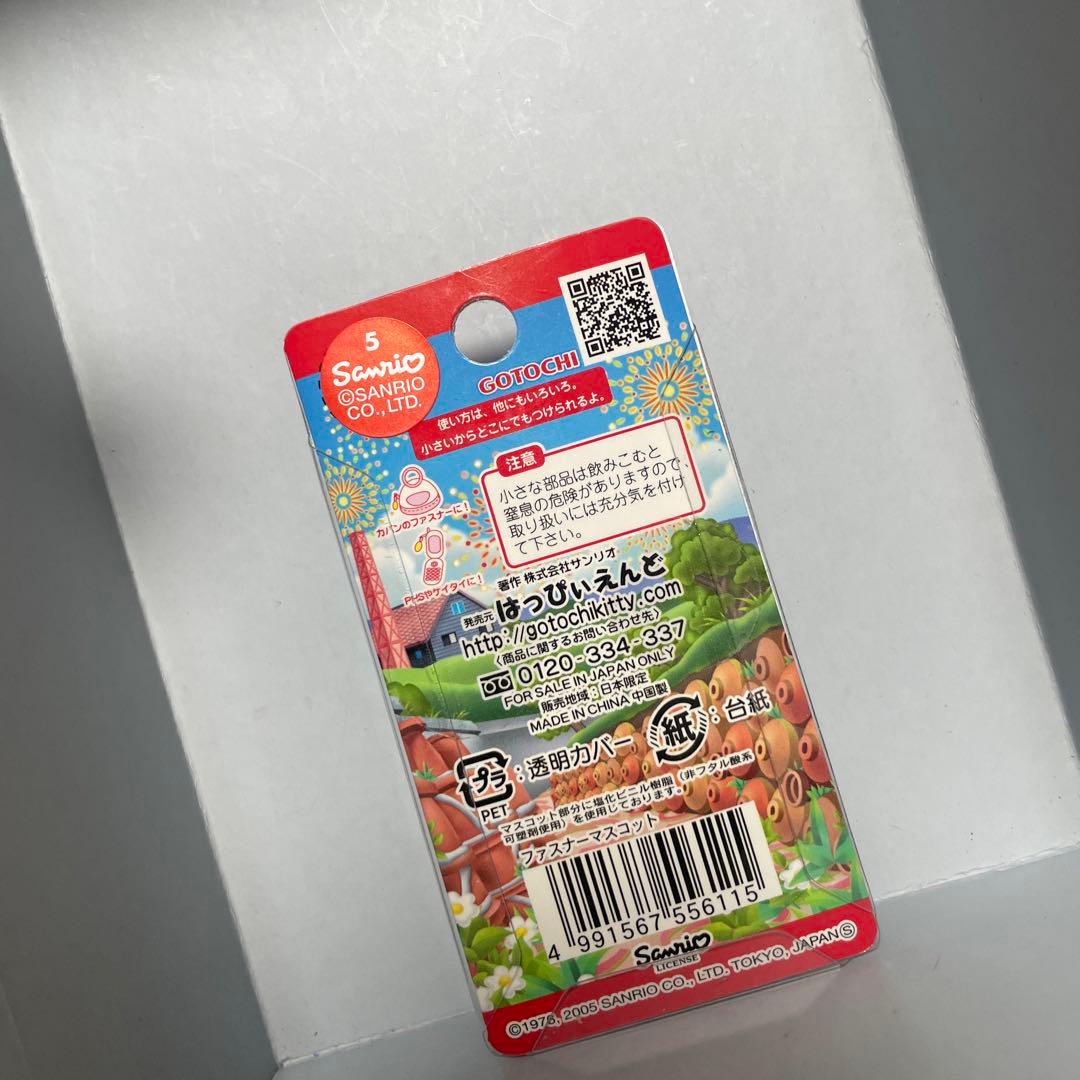 5
Sanrio
©SANRIO
CO.,LTD.
GOTOCHI
使い方は、他にもいろいろ。
小さいからどこにでもつけられるよ。
注意
小さな部品は飲みこむと
窒息の危険がありますので、
取り扱いには充分気を付け
て下さい。
カバンのファスナーに!
PHSやケイタイに!
著作 株式会社サンリオ
発売元 はっぴぃえんど
http://gotochikitty.com
〈商品に関するお問い合わせ先〉
0120-334-337
FOR SALE IN JAPAN ONLY
販売地域:日本限定
MADE IN CHINA 中国製
プラ:透明カバー
PET
紙:台紙
マスコット部分に塩化ビニル樹脂(非フタル酸系
可塑剤使用)を使用しております。
ファスナーマスコット
4 991567 556115
Sanrio
LICENSE
©1976, 2005 SANRIO CO., LTD. TOKYO, JAPAN Ⓢ